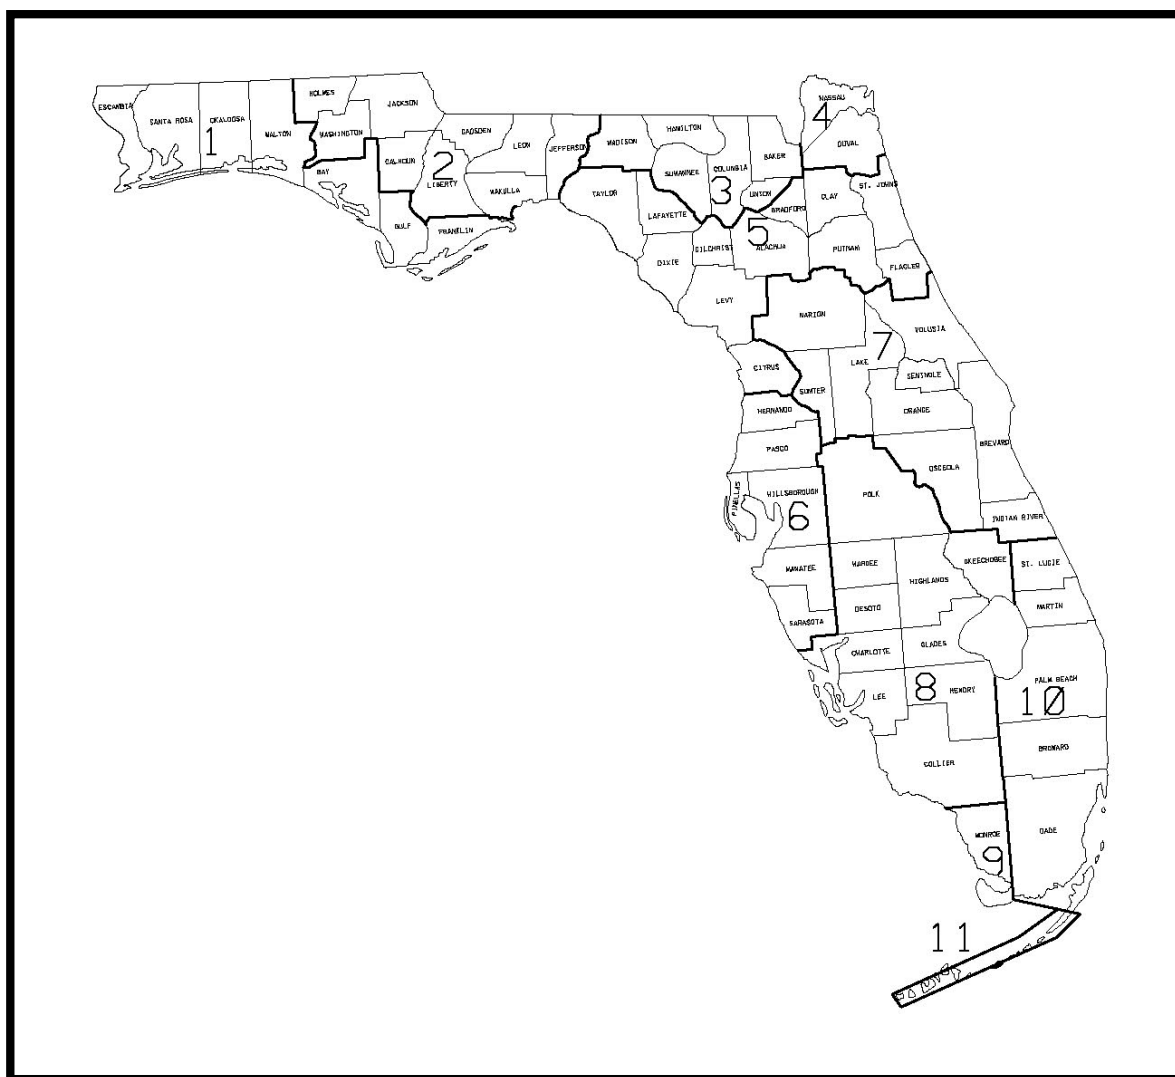 ESCAMBIA
SANTA ROSA
OKALOOSA
WALTON
HOLMES
JACKSON
WASHINGTON
1
BAY
CALHOUN
2
LIBERTY
GULF
FRANKLIN
GADSDEN
LEON
JEFFERSON
WAKULLA
MADISON
HAMILTON
TAYLOR
SUWANNEE
COLUMBIA
3
BAKER
UNION
LAFAYETTE
NASSAU
4
DUVAL
BRADFORD
CLAY
ST. JOHNS
5
GILCHRIST
ALACHUA
PUTNAM
DIXIE
FLAGLER
LEVY
MARION
VOLUSIA
7
LAKE
CITRUS
SUMTER
SEMINOLE
HERNANDO
ORANGE
PASCO
BREVARD
OSCEOLA
PINELLAS
HILLSBOROUGH
6
POLK
INDIAN RIVER
MANATEE
HARDEE
HIGHLANDS
OKEECHOBEE
ST. LUCIE
DESOTO
MARTIN
SARASOTA
CHARLOTTE
GLADES
LEE
8
HENDRY
PALM BEACH
10
COLLIER
BROWARD
MONROE
9
DADE
11